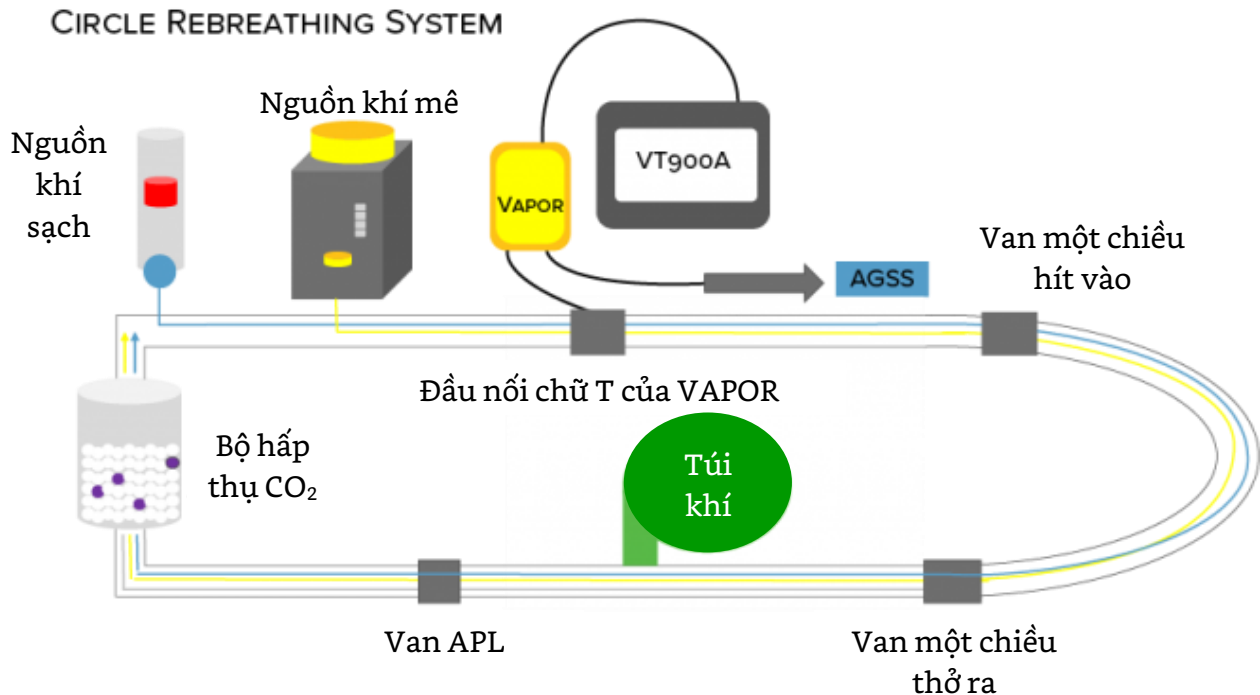 CIRCLE REBREATHING SYSTEM
Nguồn
khí
sạch
Nguồn khí mê
VAPOR
VT900A
AGSS
Van một chiều
hít vào
Đầu nối chữ T của VAPOR
Bộ hấp
thụ CO₂
Túi
khí
Van APL
Van một chiều
thở ra